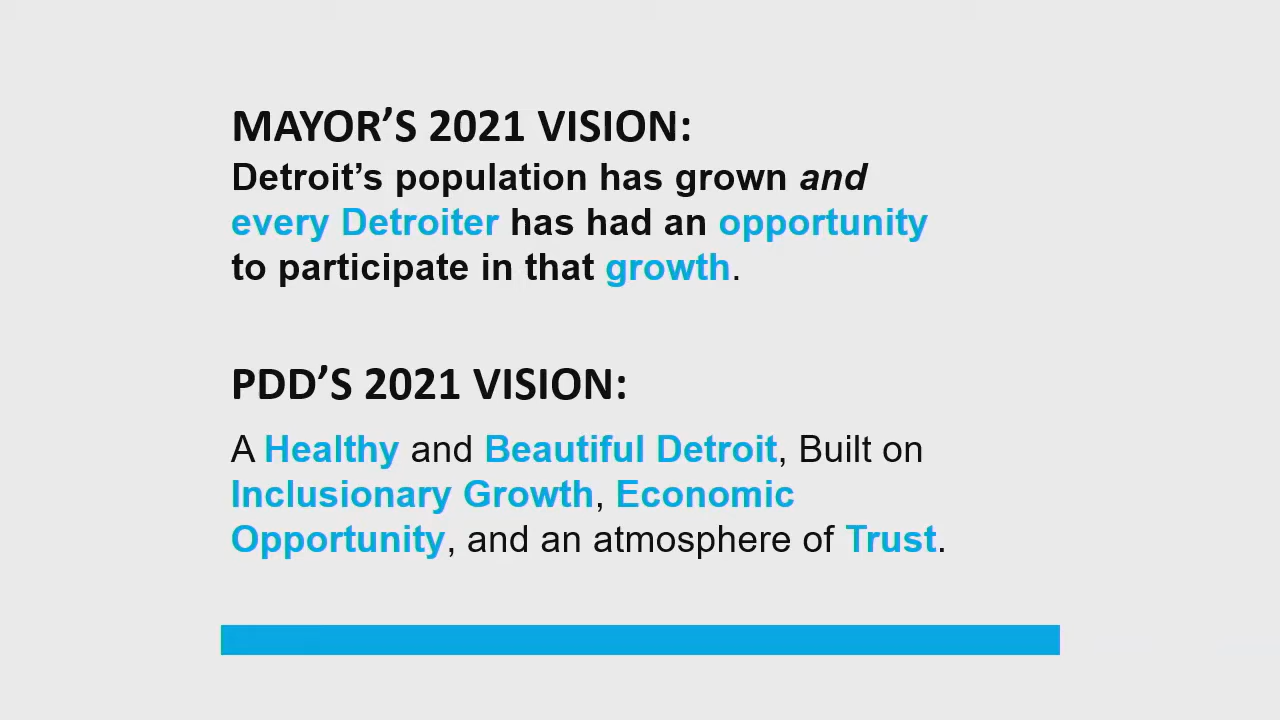 MAYOR’S 2021 VISION:
Detroit’s population has grown and
every Detroiter has had an opportunity
to participate in that growth.
PDD’S 2021 VISION:
A Healthy and Beautiful Detroit, Built on
Inclusionary Growth, Economic
Opportunity, and an atmosphere of Trust.